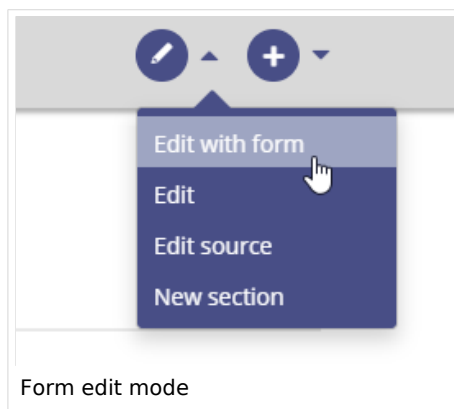 Edit with form
Edit
Edit source
New section
Form edit mode